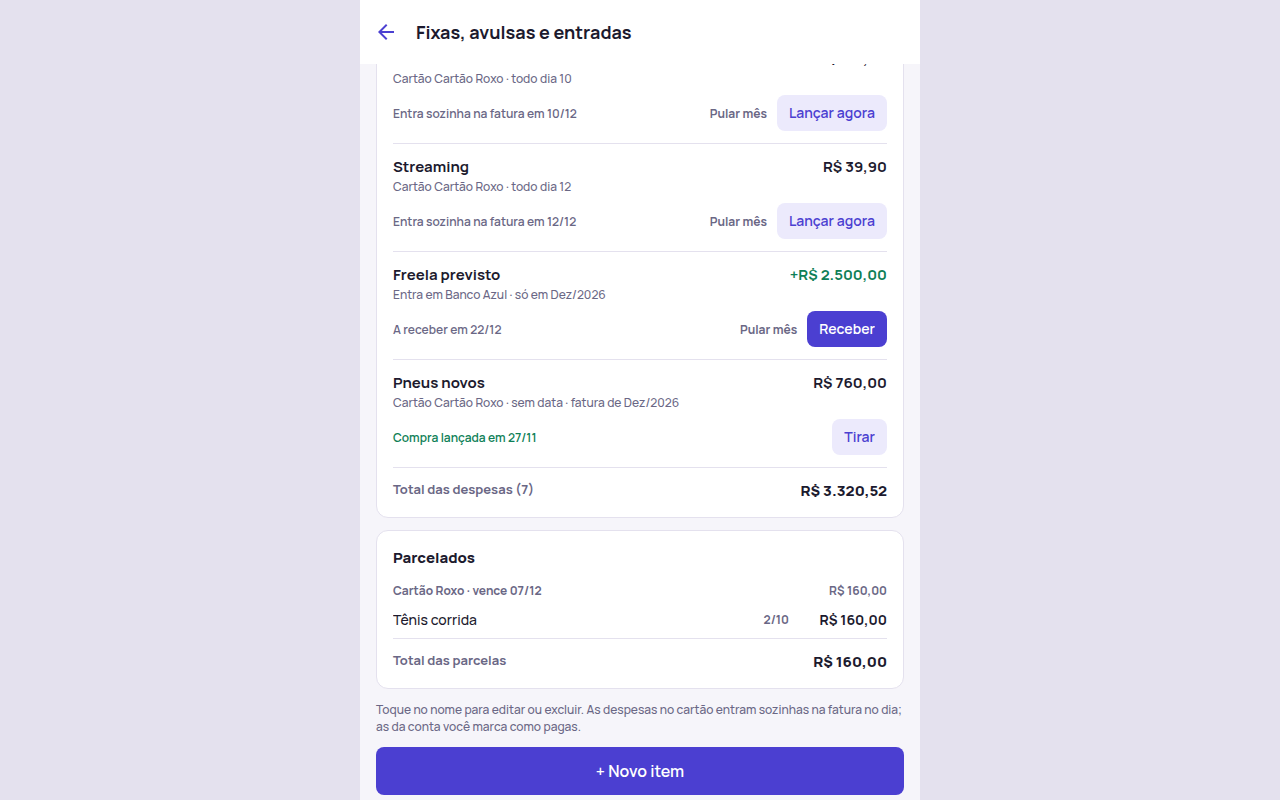 Fixas, avulsas e entradas
Cartão Cartão Roxo · todo dia 10
Entra sozinha na fatura em 10/12 Pular mês Lançar agora
Streaming R$ 39,90
Cartão Cartão Roxo · todo dia 12
Entra sozinha na fatura em 12/12 Pular mês Lançar agora
Freela previsto +R$ 2.500,00
Entra em Banco Azul · só em Dez/2026
A receber em 22/12 Pular mês Receber
Pneus novos R$ 760,00
Cartão Cartão Roxo · sem data · fatura de Dez/2026
Compra lançada em 27/11 Tirar
Total das despesas (7) R$ 3.320,52
Parcelados
Cartão Roxo · vence 07/12 R$ 160,00
Tênis corrida 2/10 R$ 160,00
Total das parcelas R$ 160,00
Toque no nome para editar ou excluir. As despesas no cartão entram sozinhas na fatura no dia;
as da conta você marca como pagas.
+ Novo item